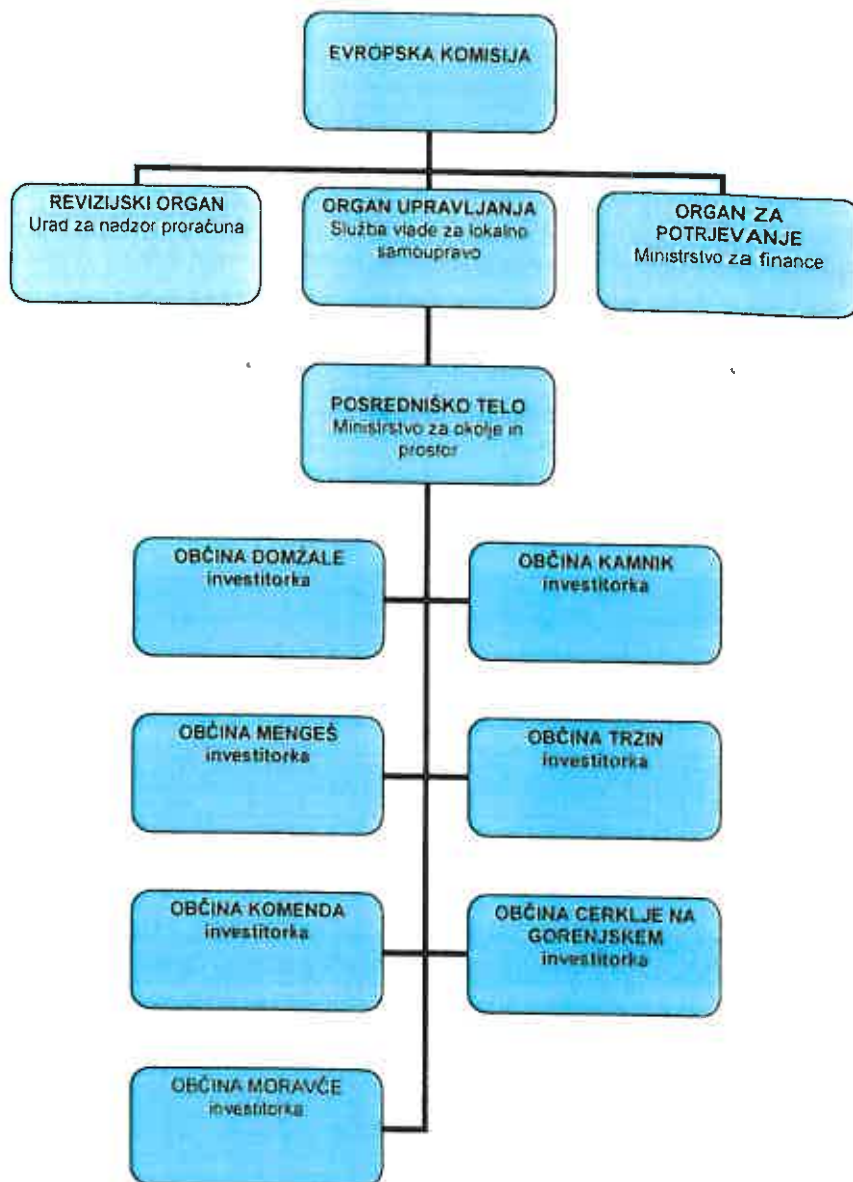 EVROPSKA KOMISIJA
REVIZIJSKI ORGAN
Urad za nadzor proračuna
ORGAN UPRAVLJANJA
Služba vlade za lokalno
samoupravo
ORGAN ZA
POTRJEVANJE
Ministrstvo za finance
POSREDNIŠKO TELO
Ministrstvo za okolje in
prostor
OBČINA DOMŽALE
investitorka
OBČINA KAMNIK
investitorka
OBČINA MENGEŠ
investitorka
OBČINA TRZIN
investitorka
OBČINA KOMENDA
investitorka
OBČINA CERKLJE NA
GORENJSKEM
investitorka
OBČINA MORAVČE
investitorka